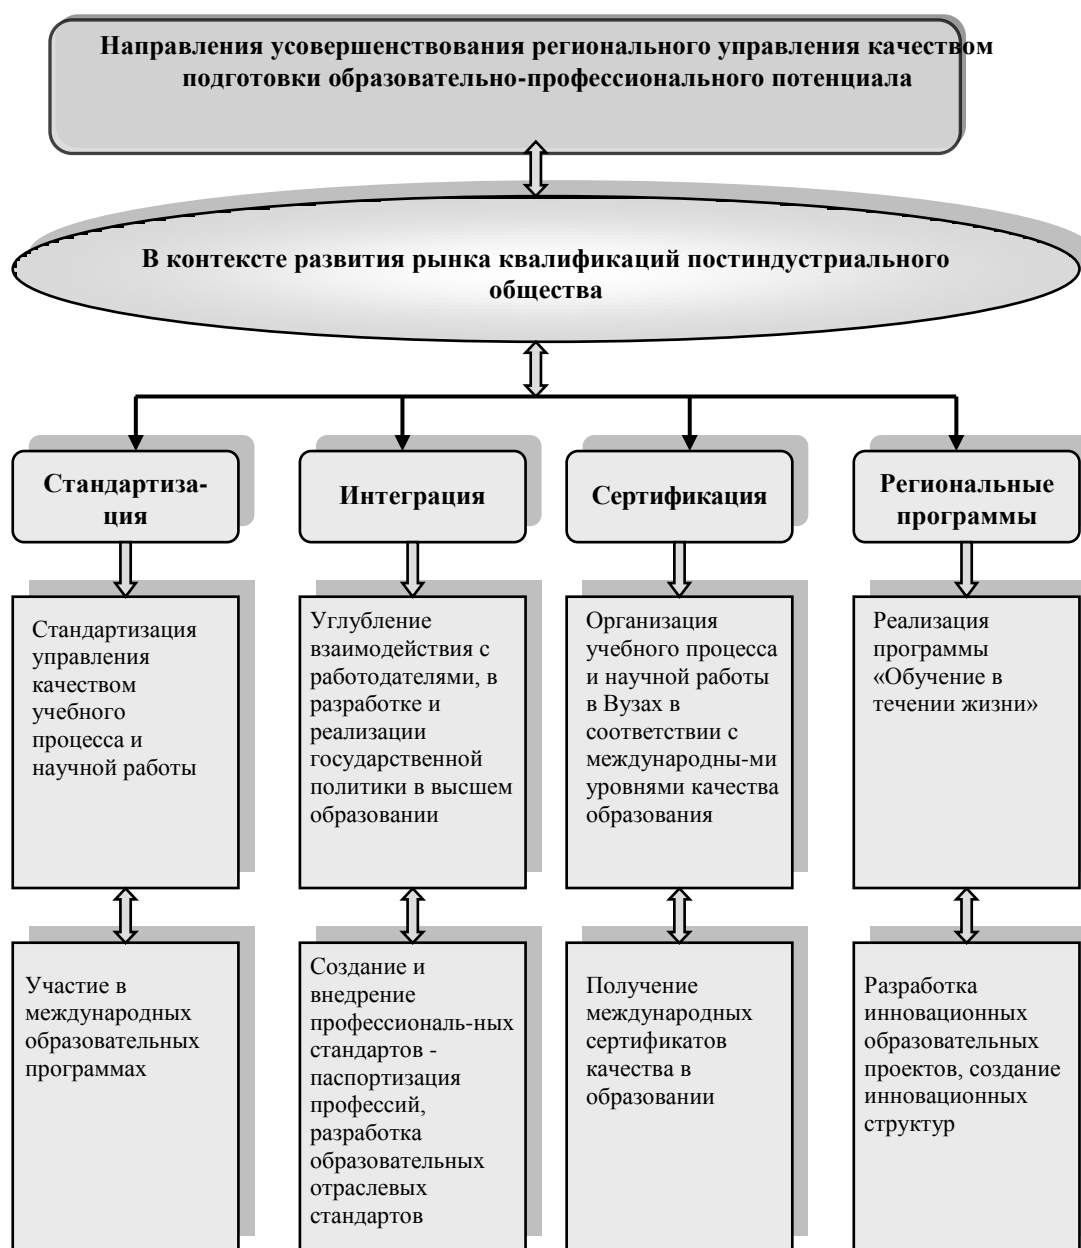 Направления усовершенствования регионального управления качеством
подготовки образовательно-профессионального потенциала
В контексте развития рынка квалификаций постиндустриального
общества
Стандартиза-
ция
Интеграция
Сертификация
Региональные
программы
Стандартизация
управления
качеством
учебного
процесса и
научной работы
Углубление
взаимодействия с
работодателями, в
разработке и
реализации
государственной
политики в высшем
образовании
Организация
учебного процесса
и научной работы
в Вузах в
соответствии с
международны-ми
уровнями качества
образования
Реализация
программы
«Обучение в
течении жизни»
Участие в
международных
образовательных
программах
Создание и
внедрение
профессиональ-ных
стандартов -
паспортизация
профессий,
разработка
образовательных
отраслевых
стандартов
Получение
международных
сертификатов
качества в
образовании
Разработка
инновационных
образовательных
проектов, создание
инновационных
структур